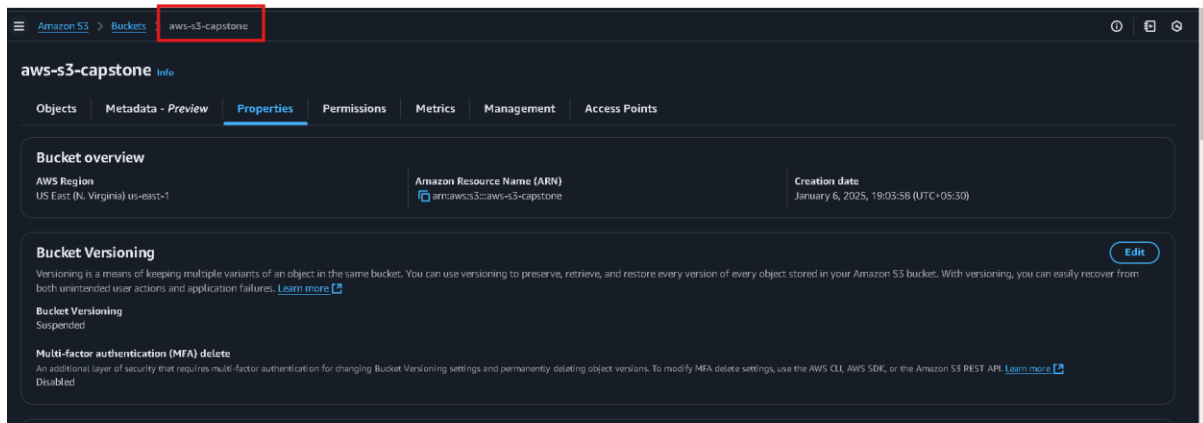 Amazon S3 > Buckets > aws-s3-capstone
aws-s3-capstone Info
Objects Metadata - Preview Properties Permissions Metrics Management Access Points
Bucket overview
AWS Region Amazon Resource Name (ARN) Creation date
US East (N. Virginia) us-east-1 arn:aws:s3:::aws-s3-capstone January 6, 2025, 19:03:58 (UTC+05:30)
Bucket Versioning Edit
Versioning is a means of keeping multiple variants of an object in the same bucket. You can use versioning to preserve, retrieve, and restore every version of every object stored in your Amazon S3 bucket. With versioning, you can easily recover from
both unintended user actions and application failures. Learn more
Bucket Versioning
Suspended
Multi-factor authentication (MFA) delete
An additional layer of security that requires multi-factor authentication for changing Bucket Versioning settings and permanently deleting object versions. To modify MFA delete settings, use the AWS CLI, AWS SDK, or the Amazon S3 REST API. Learn more
Disabled